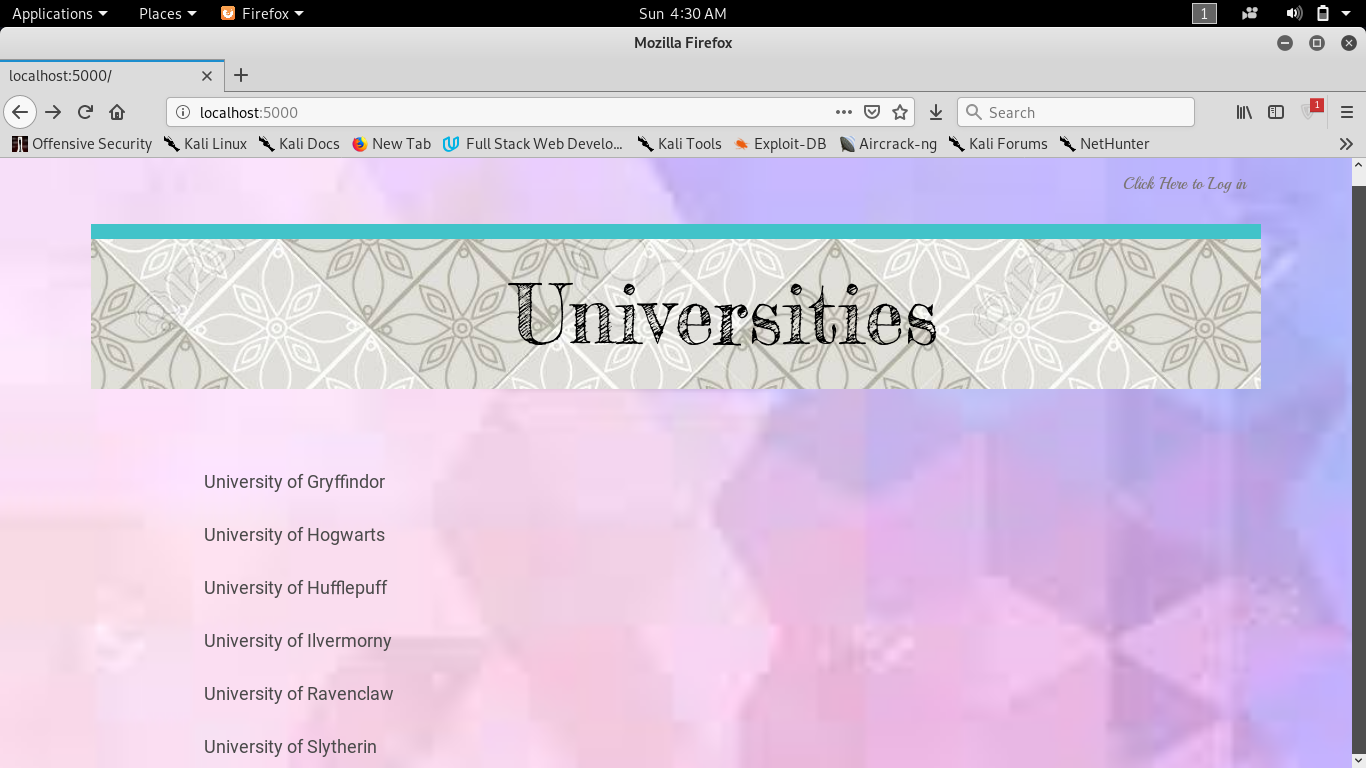 Applications Places Firefox Sun 4:30 AM 1
Mozilla Firefox
localhost:5000/
localhost:5000 Search 1
Offensive Security Kali Linux Kali Docs New Tab Full Stack Web Develo... Kali Tools Exploit-DB Aircrack-ng Kali Forums NetHunter
Click Here to Log in
Universities
University of Gryffindor
University of Hogwarts
University of Hufflepuff
University of Ilvermorny
University of Ravenclaw
University of Slytherin